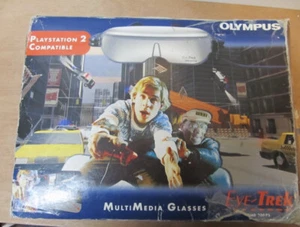 PLAYSTATION 2
COMPATIBLE
OLYMPUS
EYE-TREK
MULTIMEDIA GLASSES